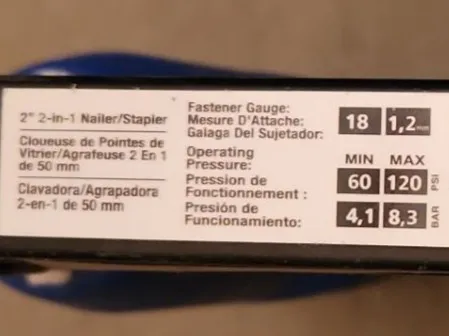 2" 2-in-1 Nailer/Stapler
Cloueuse de Pointes de
Vitrier/Agrafeuse 2 En 1
de 50 mm
Clavadora/Agrapadora
2-en-1 de 50 mm
Fastener Gauge:
Mesure D'Attache:
Galaga Del Sujetador:
18 1,2mm
Operating
Pressure:
Pression de
Fonctionnement :
Presión de
Funcionamiento:
MIN MAX
60 120 PSI
4,1 8,3 BAR